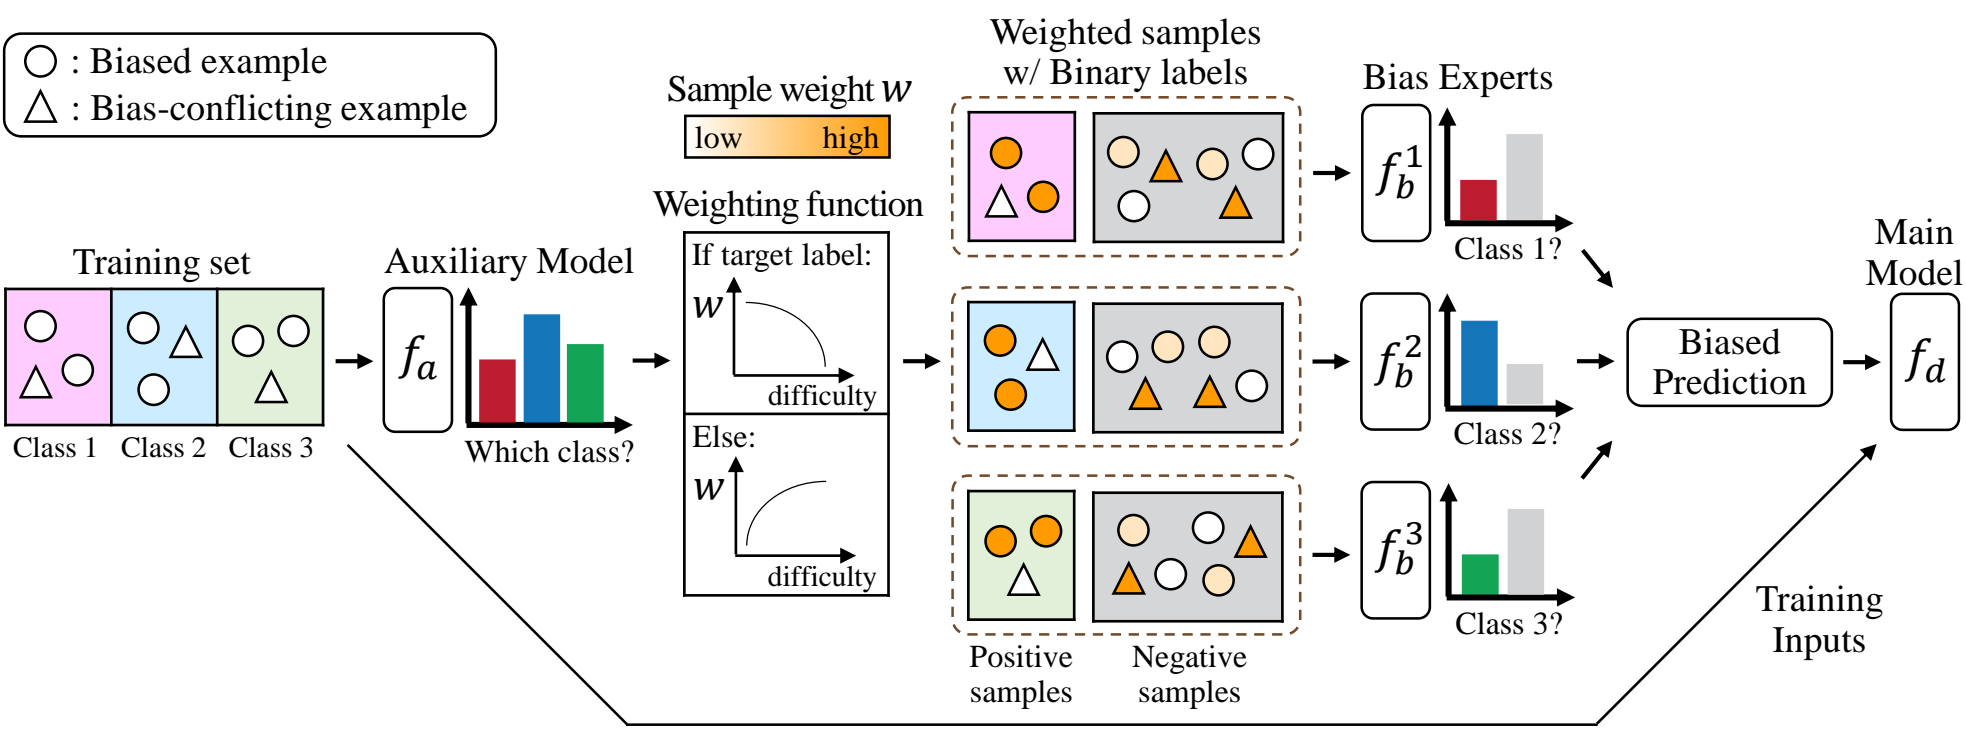 : Biased example
: Bias-conflicting example
Training set
Class 1
Class 2
Class 3
Auxiliary Model
f_a
Which class?
Sample weight w
low
high
Weighting function
If target label:
w
difficulty
Else:
w
difficulty
Weighted samples
w/ Binary labels
Positive
samples
Negative
samples
Bias Experts
f_b^1
Class 1?
f_b^2
Class 2?
f_b^3
Class 3?
Biased
Prediction
Main
Model
f_d
Training
Inputs